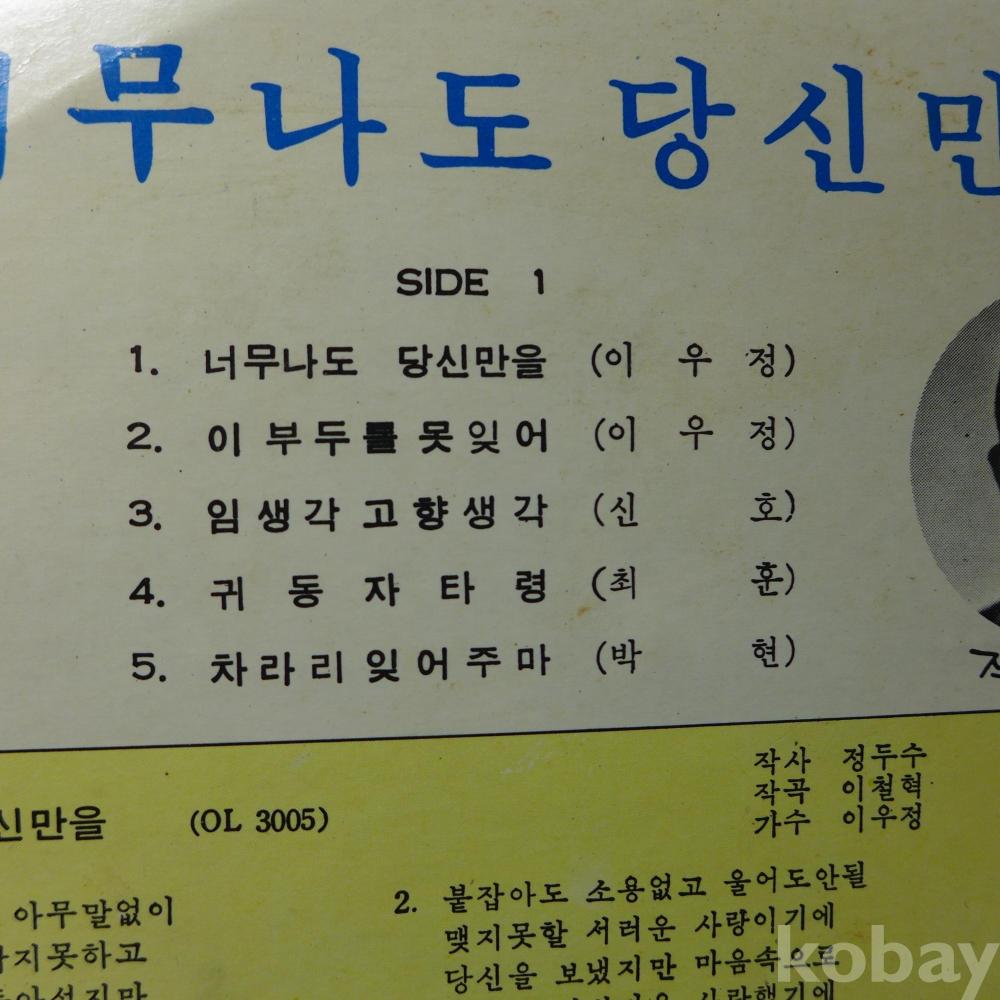 무나도당신만
SIDE 1
1. 너무나도 당신만을 (이 우 정)
2. 이 부 두 를 못 잊 어 (이 우 정)
3. 임 생 각 고 향 생 각 (신 호)
4. 귀 동 자 타 령 (최 훈)
5. 차 라 리 잊 어 주 마 (박 현)
작사 정두수
작곡 이철혁
가수 이우정
신만을 (OL 3005)
아무말없이
지못하고
2. 붙잡아도 소용없고 울어도안될
맺지못할 서러운 사랑이기에
당신을 보냈지만 마음속으로
kobay